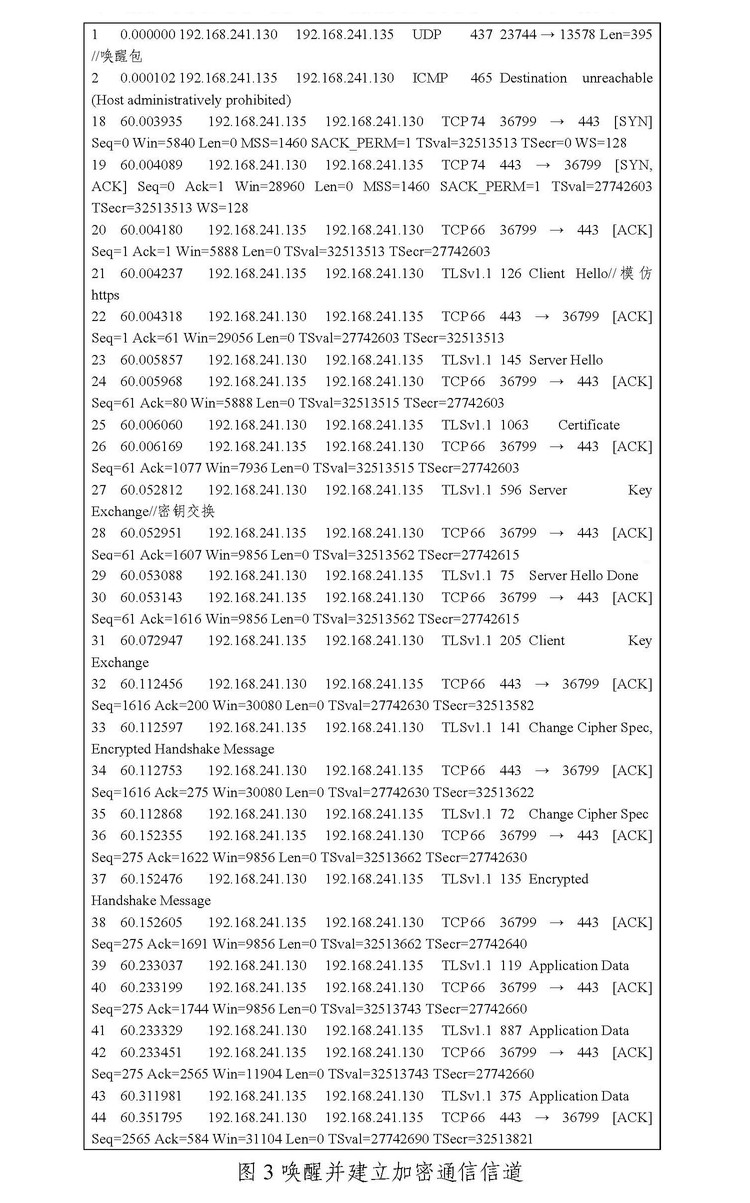 1 0.000000 192.168.241.130 192.168.241.135 UDP 437 23744 → 13578 Len=395
//唤醒包
2 0.000102 192.168.241.135 192.168.241.130 ICMP 465 Destination unreachable
(Host administratively prohibited)
18 60.003935 192.168.241.135 192.168.241.130 TCP74 36799 → 443 [SYN]
Seq=0 Win=5840 Len=0 MSS=1460 SACK_PERM=1 TSval=32513513 TSecr=0 WS=128
19 60.004089 192.168.241.130 192.168.241.135 TCP74 443 → 36799 [SYN,
ACK] Seq=0 Ack=1 Win=28960 Len=0 MSS=1460 SACK_PERM=1 TSval=27742603
TSecr=32513513 WS=128
20 60.004180 192.168.241.135 192.168.241.130 TCP66 36799 → 443 [ACK]
Seq=1 Ack=1 Win=5888 Len=0 TSval=32513513 TSecr=27742603
21 60.004237 192.168.241.135 192.168.241.130 TLSv1.1 126 Client Hello//模仿
https
22 60.004318 192.168.241.130 192.168.241.135 TCP66 443 → 36799 [ACK]
Seq=1 Ack=61 Win=29056 Len=0 TSval=27742603 TSecr=32513513
23 60.005857 192.168.241.130 192.168.241.135 TLSv1.1 145 Server Hello
24 60.005968 192.168.241.135 192.168.241.130 TCP66 36799 → 443 [ACK]
Seq=61 Ack=80 Win=5888 Len=0 TSval=32513515 TSecr=27742603
25 60.006060 192.168.241.130 192.168.241.135 TLSv1.1 1063 Certificate
26 60.006169 192.168.241.135 192.168.241.130 TCP66 36799 → 443 [ACK]
Seq=61 Ack=1077 Win=7936 Len=0 TSval=32513515 TSecr=27742603
27 60.052812 192.168.241.130 192.168.241.135 TLSv1.1 596 Server Key
Exchange//密钥交换
28 60.052951 192.168.241.135 192.168.241.130 TCP66 36799 → 443 [ACK]
Seq=61 Ack=1607 Win=9856 Len=0 TSval=32513562 TSecr=27742615
29 60.053088 192.168.241.130 192.168.241.135 TLSv1.1 75 Server Hello Done
30 60.053143 192.168.241.135 192.168.241.130 TCP66 36799 → 443 [ACK]
Seq=61 Ack=1616 Win=9856 Len=0 TSval=32513562 TSecr=27742615
31 60.072947 192.168.241.135 192.168.241.130 TLSv1.1 205 Client Key
Exchange
32 60.112456 192.168.241.130 192.168.241.135 TCP66 443 → 36799 [ACK]
Seq=1616 Ack=200 Win=30080 Len=0 TSval=27742630 TSecr=32513582
33 60.112597 192.168.241.135 192.168.241.130 TLSv1.1 141 Change Cipher Spec,
Encrypted Handshake Message
34 60.112753 192.168.241.130 192.168.241.135 TCP66 443 → 36799 [ACK]
Seq=1616 Ack=275 Win=30080 Len=0 TSval=27742630 TSecr=32513622
35 60.112868 192.168.241.130 192.168.241.135 TLSv1.1 72 Change Cipher Spec
36 60.152355 192.168.241.135 192.168.241.130 TCP66 36799 → 443 [ACK]
Seq=275 Ack=1622 Win=9856 Len=0 TSval=32513662 TSecr=27742630
37 60.152476 192.168.241.130 192.168.241.135 TLSv1.1 135 Encrypted
Handshake Message
38 60.152605 192.168.241.135 192.168.241.130 TCP66 36799 → 443 [ACK]
Seq=275 Ack=1691 Win=9856 Len=0 TSval=32513662 TSecr=27742640
39 60.233037 192.168.241.130 192.168.241.135 TLSv1.1 119 Application Data
40 60.233199 192.168.241.135 192.168.241.130 TCP66 36799 → 443 [ACK]
Seq=275 Ack=1744 Win=9856 Len=0 TSval=32513743 TSecr=27742660
41 60.233329 192.168.241.130 192.168.241.135 TLSv1.1 887 Application Data
42 60.233451 192.168.241.135 192.168.241.130 TCP66 36799 → 443 [ACK]
Seq=275 Ack=2565 Win=11904 Len=0 TSval=32513743 TSecr=27742660
43 60.311981 192.168.241.135 192.168.241.130 TLSv1.1 375 Application Data
44 60.351795 192.168.241.130 192.168.241.135 TCP66 443 → 36799 [ACK]
Seq=2565 Ack=584 Win=31104 Len=0 TSval=27742690 TSecr=32513821
图 3 唤醒并建立加密通信信道